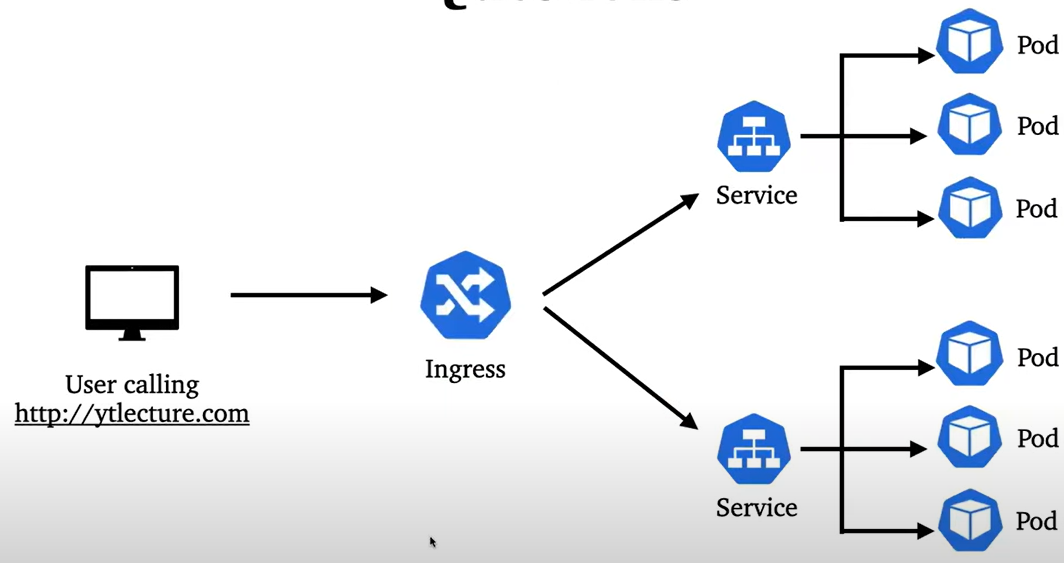 Pod
Pod
Service
Pod
User calling
http://ytlecture.com
Ingress
Pod
Pod
Service
Pod